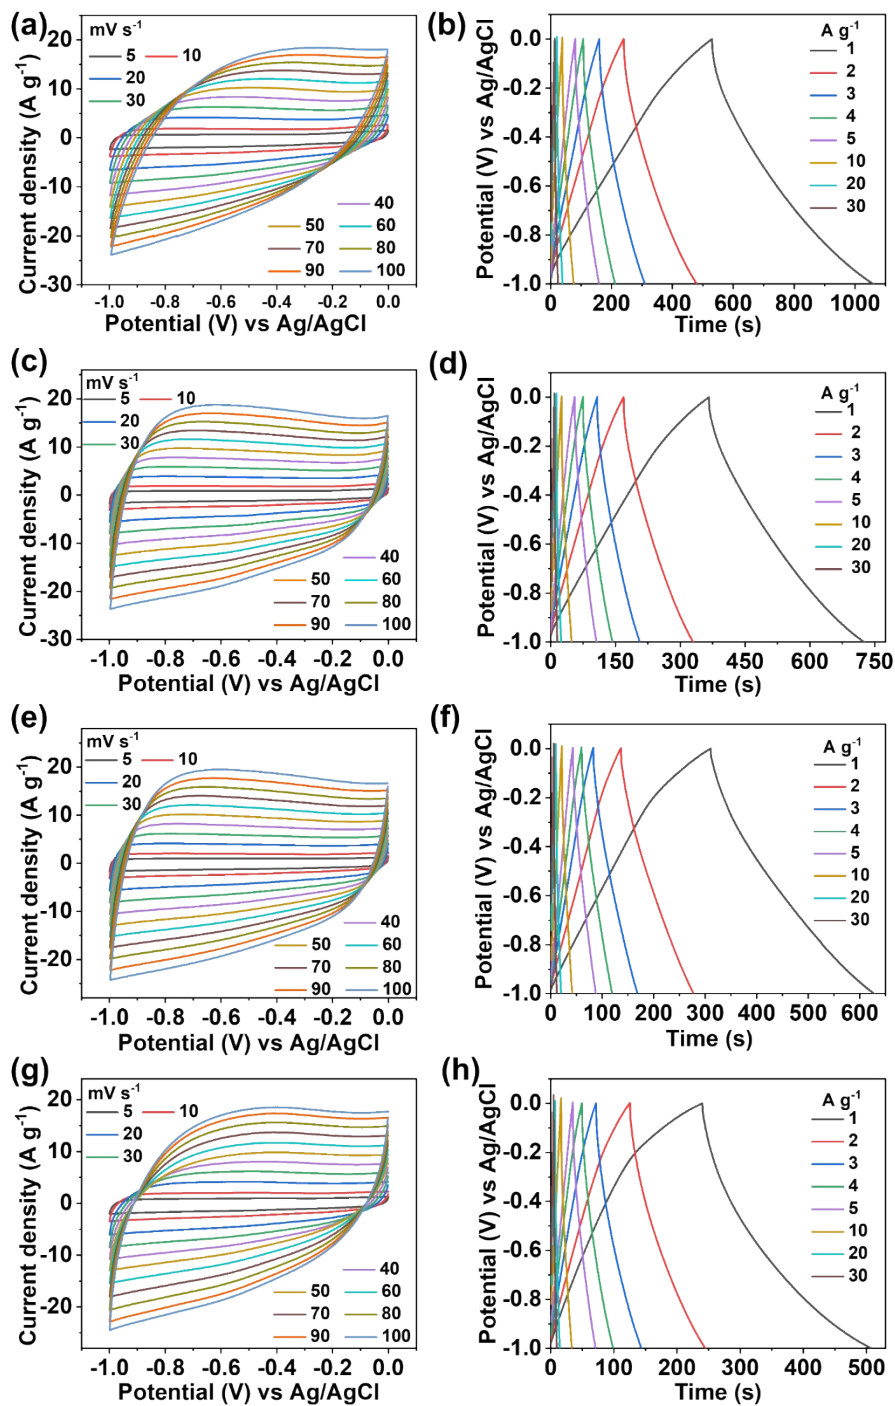 (a)
mV s-1
5 10
20
30
40
50 60
70 80
90 100
20
10
0
-10
-20
-30
Current density (A g-1)
-1.0 -0.8 -0.6 -0.4 -0.2 0.0
Potential (V) vs Ag/AgCl
(b)
A g-1
1
2
3
4
5
10
20
30
0.0
-0.2
-0.4
-0.6
-0.8
-1.0
Potential (V) vs Ag/AgCl
0 200 400 600 800 1000
Time (s)
(c)
mV s-1
5 10
20
30
40
50 60
70 80
90 100
20
10
0
-10
-20
-30
Current density (A g-1)
-1.0 -0.8 -0.6 -0.4 -0.2 0.0
Potential (V) vs Ag/AgCl
(d)
A g-1
1
2
3
4
5
10
20
30
0.0
-0.2
-0.4
-0.6
-0.8
-1.0
Potential (V) vs Ag/AgCl
0 150 300 450 600 750
Time (s)
(e)
mV s-1
5 10
20
30
40
50 60
70 80
90 100
20
10
0
-10
-20
-30
Current density (A g-1)
-1.0 -0.8 -0.6 -0.4 -0.2 0.0
Potential (V) vs Ag/AgCl
(f)
A g-1
1
2
3
4
5
10
20
30
0.0
-0.2
-0.4
-0.6
-0.8
-1.0
Potential (V) vs Ag/AgCl
0 100 200 300 400 500 600
Time (s)
(g)
mV s-1
5 10
20
30
40
50 60
70 80
90 100
20
10
0
-10
-20
Current density (A g-1)
-1.0 -0.8 -0.6 -0.4 -0.2 0.0
Potential (V) vs Ag/AgCl
(h)
A g-1
1
2
3
4
5
10
20
30
0.0
-0.2
-0.4
-0.6
-0.8
-1.0
Potential (V) vs Ag/AgCl
0 100 200 300 400 500
Time (s)